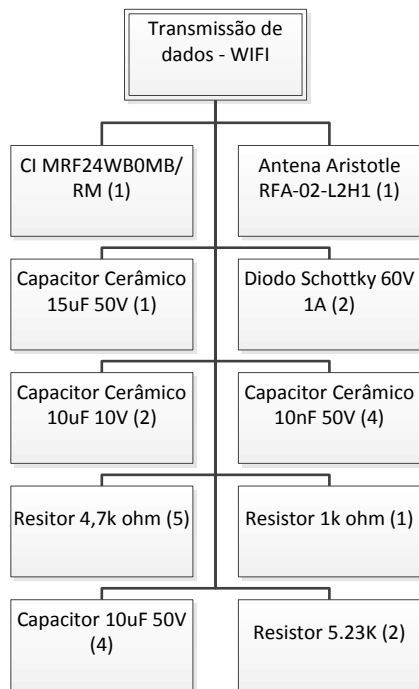 Transmissão de
dados - WIFI
CI MRF24WB0MB/
RM (1)
Antena Aristotle
RFA-02-L2H1 (1)
Capacitor Cerâmico
15uF 50V (1)
Diodo Schottky 60V
1A (2)
Capacitor Cerâmico
10uF 10V (2)
Capacitor Cerâmico
10nF 50V (4)
Resitor 4,7k ohm (5)
Resistor 1k ohm (1)
Capacitor 10uF 50V
(4)
Resistor 5.23K (2)